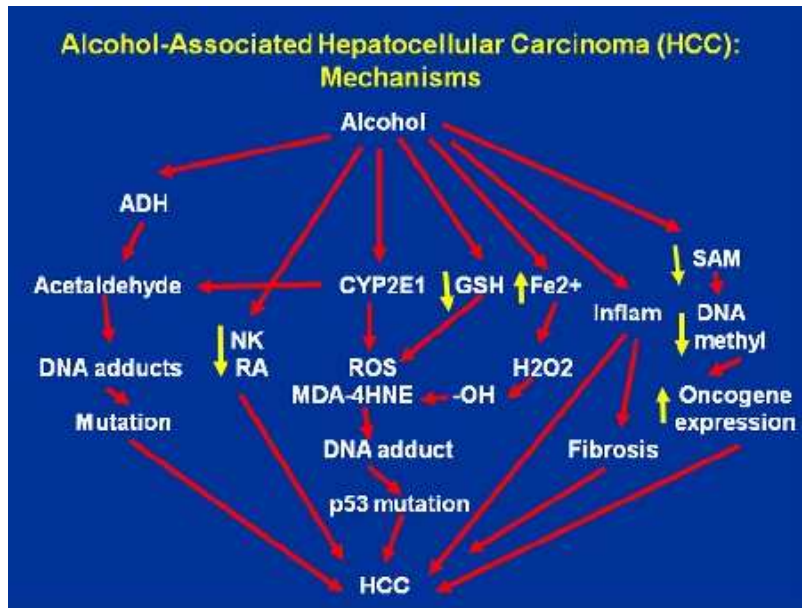 Alcohol-Associated Hepatocellular Carcinoma (HCC):
Mechanisms
Alcohol
ADH
SAM
Acetaldehyde
CYP2E1
GSH
Fe2+
Inflam
DNA
methyl
NK
RA
DNA adducts
ROS
MDA-4HNE
-OH
H2O2
Oncogene
expression
Mutation
DNA adduct
Fibrosis
p53 mutation
HCC